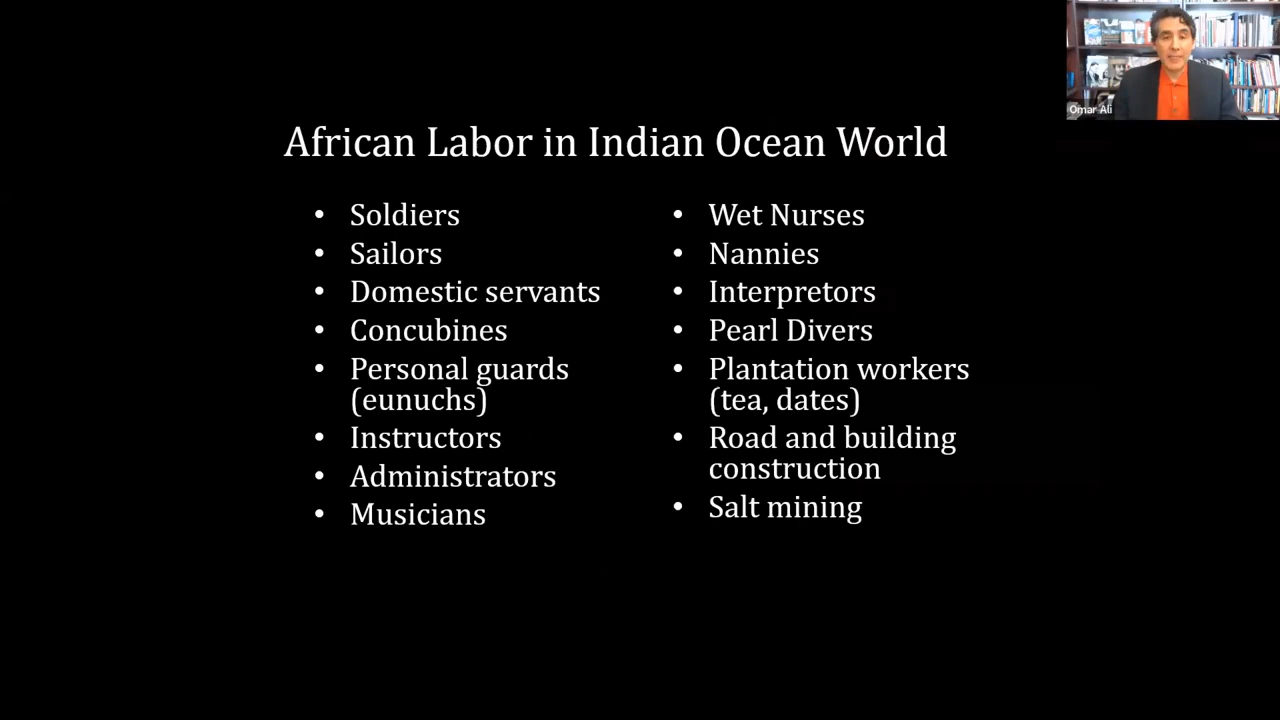 Omar Ali
African Labor in Indian Ocean World
• Soldiers
• Sailors
• Domestic servants
• Concubines
• Personal guards
(eunuchs)
• Instructors
• Administrators
• Musicians
• Wet Nurses
• Nannies
• Interpretors
• Pearl Divers
• Plantation workers
(tea, dates)
• Road and building
construction
• Salt mining